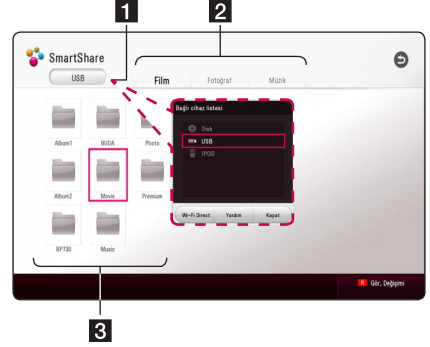 1
2
SmartShare
USB
Film
Fotoğraf
Müzik
Bağlı cihaz listesi
Disk
USB
IPOD
Album1
BUDA
Photo
Album2
Movie
Premium
Wi-Fi Direct
Yardım
Kapat
BP730
Music
R Gör, Değişimi
3